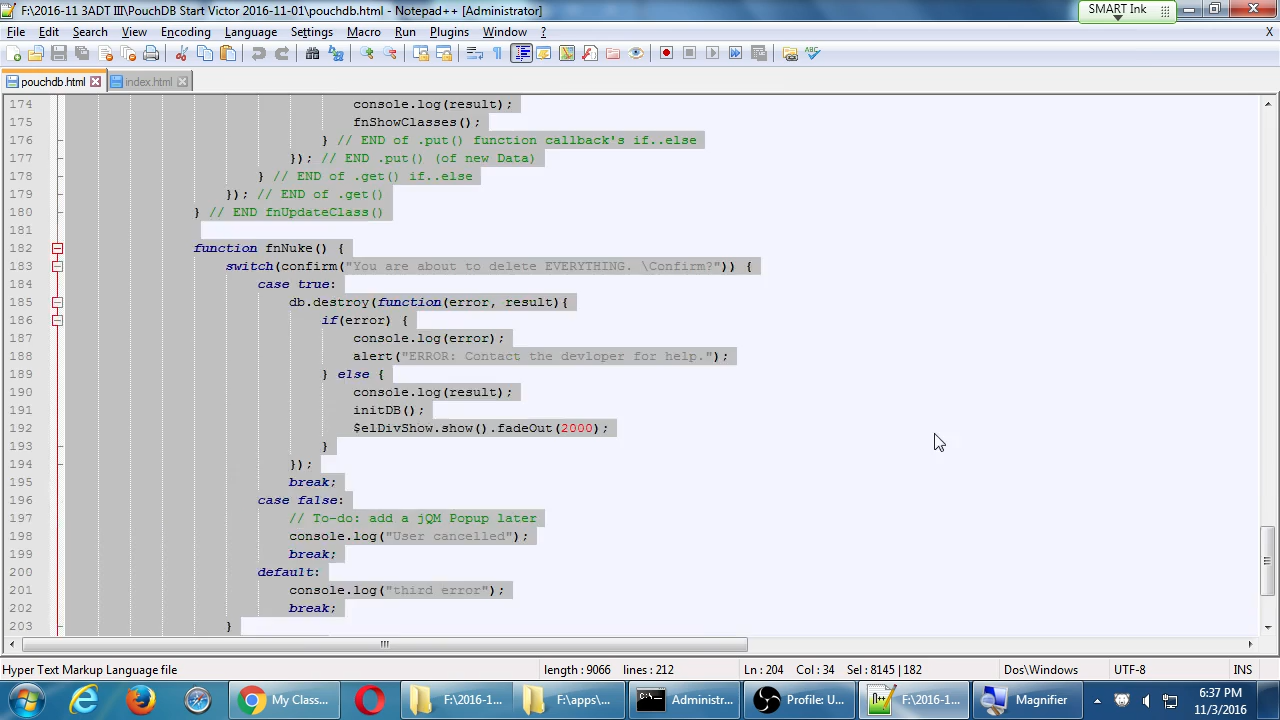 F:\2016-11 3ADT III\PouchDB Start Victor 2016-11-01\pouchdb.html - Notepad++ [Administrator]
SMART Ink
File Edit Search View Encoding Language Settings Macro Run Plugins Window ? X
pouchdb.html index.html
174 console.log(result);
175 fnShowClasses();
176 } // END of .put() function callback's if..else
177 }); // END .put() (of new Data)
178 } // END of .get() if..else
179 }); // END of .get()
180 } // END fnUpdateClass()
181
182 function fnNuke() {
183 switch(confirm("You are about to delete EVERYTHING. \Confirm?")) {
184 case true:
185 db.destroy(function(error, result){
186 if(error) {
187 console.log(error);
188 alert("ERROR: Contact the devloper for help.");
189 } else {
190 console.log(result);
191 initDB();
192 $elDivShow.show().fadeOut(2000);
193 }
194 });
195 break;
196 case false:
197 // To-do: add a jQM Popup later
198 console.log("User cancelled");
199 break;
200 default:
201 console.log("third error");
202 break;
203 }
Hyper Text Markup Language file length : 9066 lines : 212 Ln : 204 Col : 34 Sel : 8145 | 182 Dos\Windows UTF-8 INS
My Class... F:\2016-1... F:\apps\... Administr... Profile: U... F:\2016-1... Magnifier 6:37 PM
11/3/2016